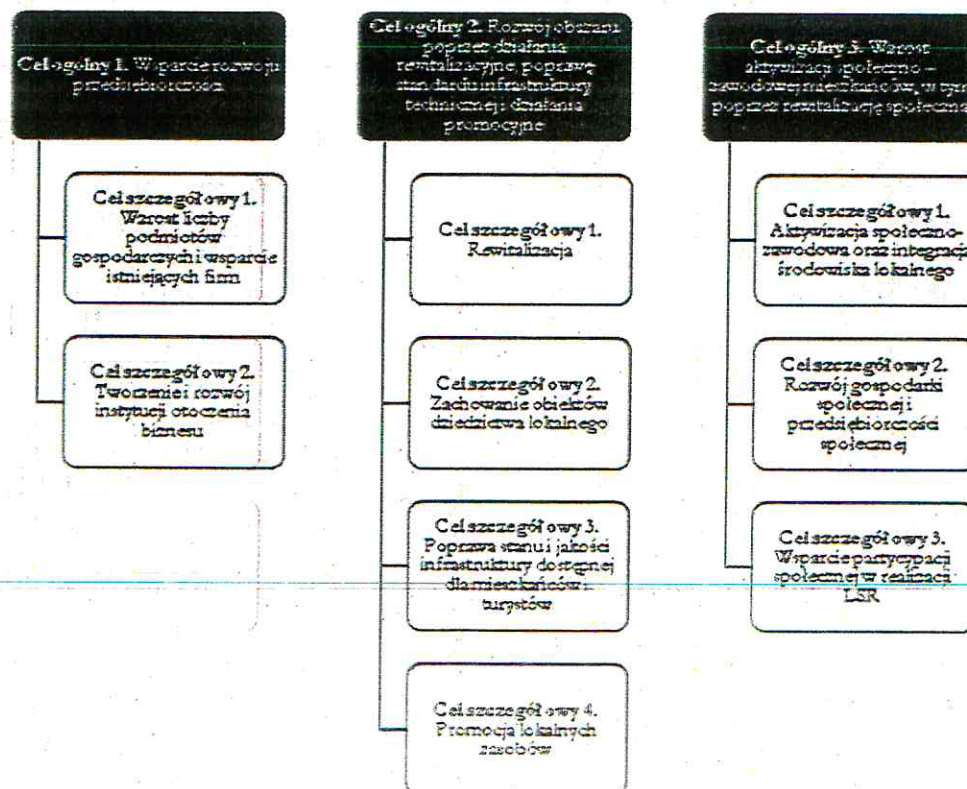 Cel ogólny 1. Wsparcie rozwoju
przedsiębiorczości
Cel szczegółowy 1.
Wzrost liczby
podmiotów
gospodarczych i wsparcie
istniejących firm
Cel szczegółowy 2.
Tworzenie i rozwój
instytucji otoczenia
biznesu
Cel ogólny 2. Rozwój obszaru
poprzez działania
rewitalizacyjne, poprawę
standardu infrastruktury
technicznej i działania
promocyjne
Cel szczegółowy 1.
Rewitalizacja
Cel szczegółowy 2.
Zachowanie obiektów
dziedzictwa lokalnego
Cel szczegółowy 3.
Poprawa stanu i jakości
infrastruktury dostępnej
dla mieszkańców i
turystów
Cel szczegółowy 4.
Promocja lokalnych
zasobów
Cel ogólny 3. Wzrost
aktywizacji społeczno –
zawodowej mieszkańców, w tym
poprzez rewitalizację społeczną
Cel szczegółowy 1.
Aktywizacja społeczno-
zawodowa oraz integracja
środowiska lokalnego
Cel szczegółowy 2.
Rozwój gospodarki
społecznej i
przedsiębiorczości
społecznej
Cel szczegółowy 3.
Wsparcie partycypacji
społecznej w realizacji
LSR